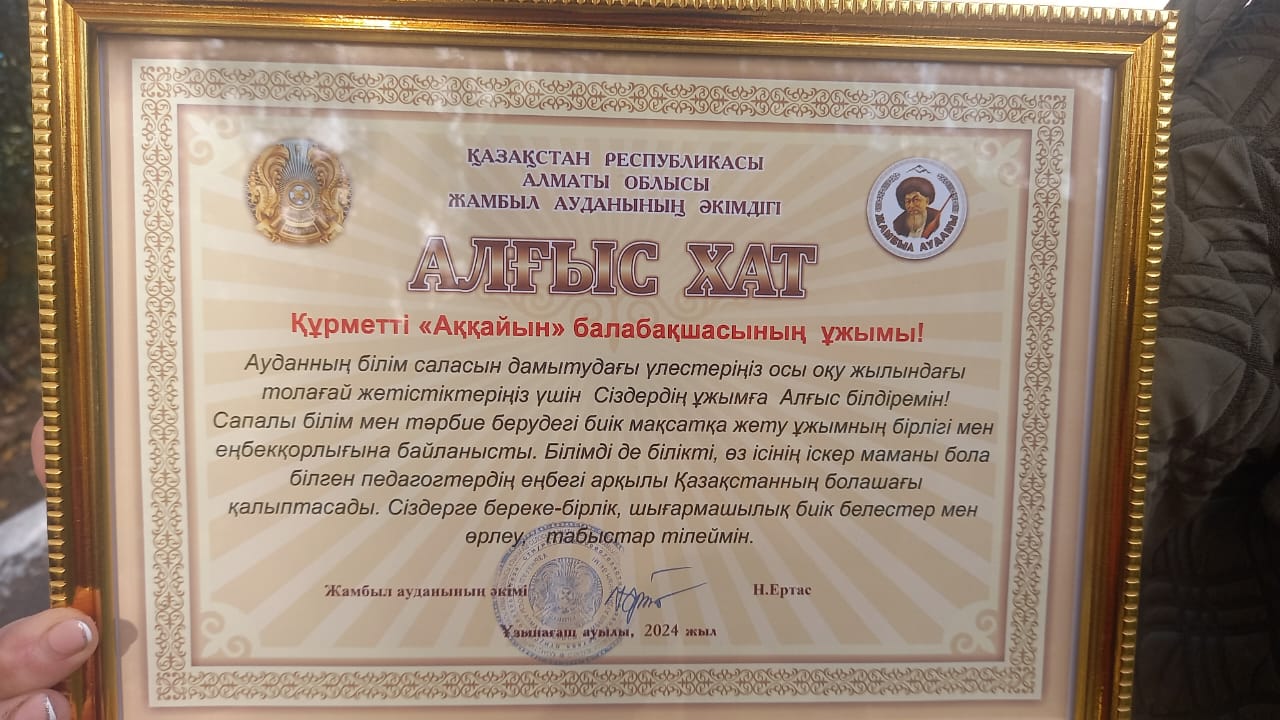 ҚАЗАҚСТАН РЕСПУБЛИКАСЫ
АЛМАТЫ ОБЛЫСЫ
ЖАМБЫЛ АУДАНЫНЫҢ ӘКІМДІГІ
ЖАМБЫЛ АУДАНЫ
АЛҒЫС ХАТ
Құрметті «Аққайын» балабақшасының ұжымы!
Ауданның білім саласын дамытудағы үлестеріңіз осы оқу жылындағы
толағай жетістіктеріңіз үшін Сіздердің ұжымға Алғыс білдіремін!
Сапалы білім мен тәрбие берудегі биік мақсатқа жету ұжымның бірлігі мен
еңбекқорлығына байланысты. Білімді де білікті, өз ісінің іскер маманы бола
білген педагогтердің еңбегі арқылы Қазақстанның болашағы
қалыптасады. Сіздерге береке-бірлік, шығармашылық биік белестер мен
өрлеу, табыстар тілеймін.
Жамбыл ауданының әкімі Н.Ертас
Ұзынағаш ауылы, 2024 жыл